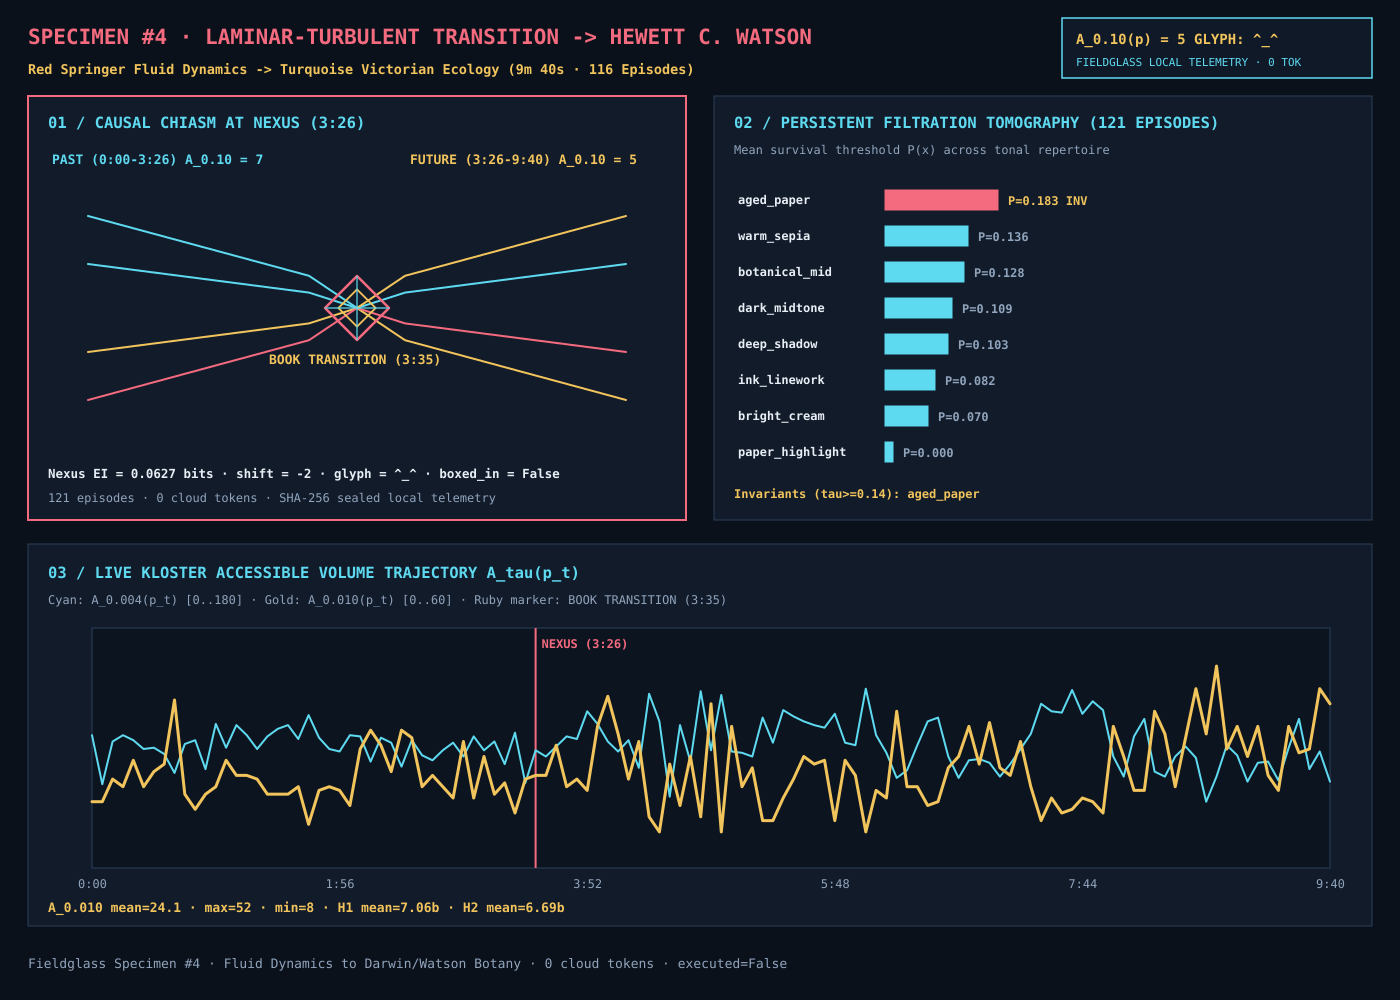 SPECIMEN #4 · LAMINAR-TURBULENT TRANSITION -> HEWETT C. WATSON
Red Springer Fluid Dynamics -> Turquoise Victorian Ecology (9m 40s · 116 Episodes)
A_0.10(p) = 5 GLYPH: ^_^
FIELDGLASS LOCAL TELEMETRY · 0 TOK
01 / CAUSAL CHIASM AT NEXUS (3:26)
PAST (0:00-3:26) A_0.10 = 7
FUTURE (3:26-9:40) A_0.10 = 5
BOOK TRANSITION (3:35)
Nexus EI = 0.0627 bits · shift = -2 · glyph = ^_^ · boxed_in = False
121 episodes · 0 cloud tokens · SHA-256 sealed local telemetry
02 / PERSISTENT FILTRATION TOMOGRAPHY (121 EPISODES)
Mean survival threshold P(x) across tonal repertoire
aged_paper P=0.183 INV
warm_sepia P=0.136
botanical_mid P=0.128
dark_midtone P=0.109
deep_shadow P=0.103
ink_linework P=0.082
bright_cream P=0.070
paper_highlight P=0.000
Invariants (tau>=0.14): aged_paper
03 / LIVE KLOSTER ACCESSIBLE VOLUME TRAJECTORY A_tau(p_t)
Cyan: A_0.004(p_t) [0..180] · Gold: A_0.010(p_t) [0..60] · Ruby marker: BOOK TRANSITION (3:35)
NEXUS (3:26)
0:00 1:56 3:52 5:48 7:44 9:40
A_0.010 mean=24.1 · max=52 · min=8 · H1 mean=7.06b · H2 mean=6.69b
Fieldglass Specimen #4 · Fluid Dynamics to Darwin/Watson Botany · 0 cloud tokens · executed=False